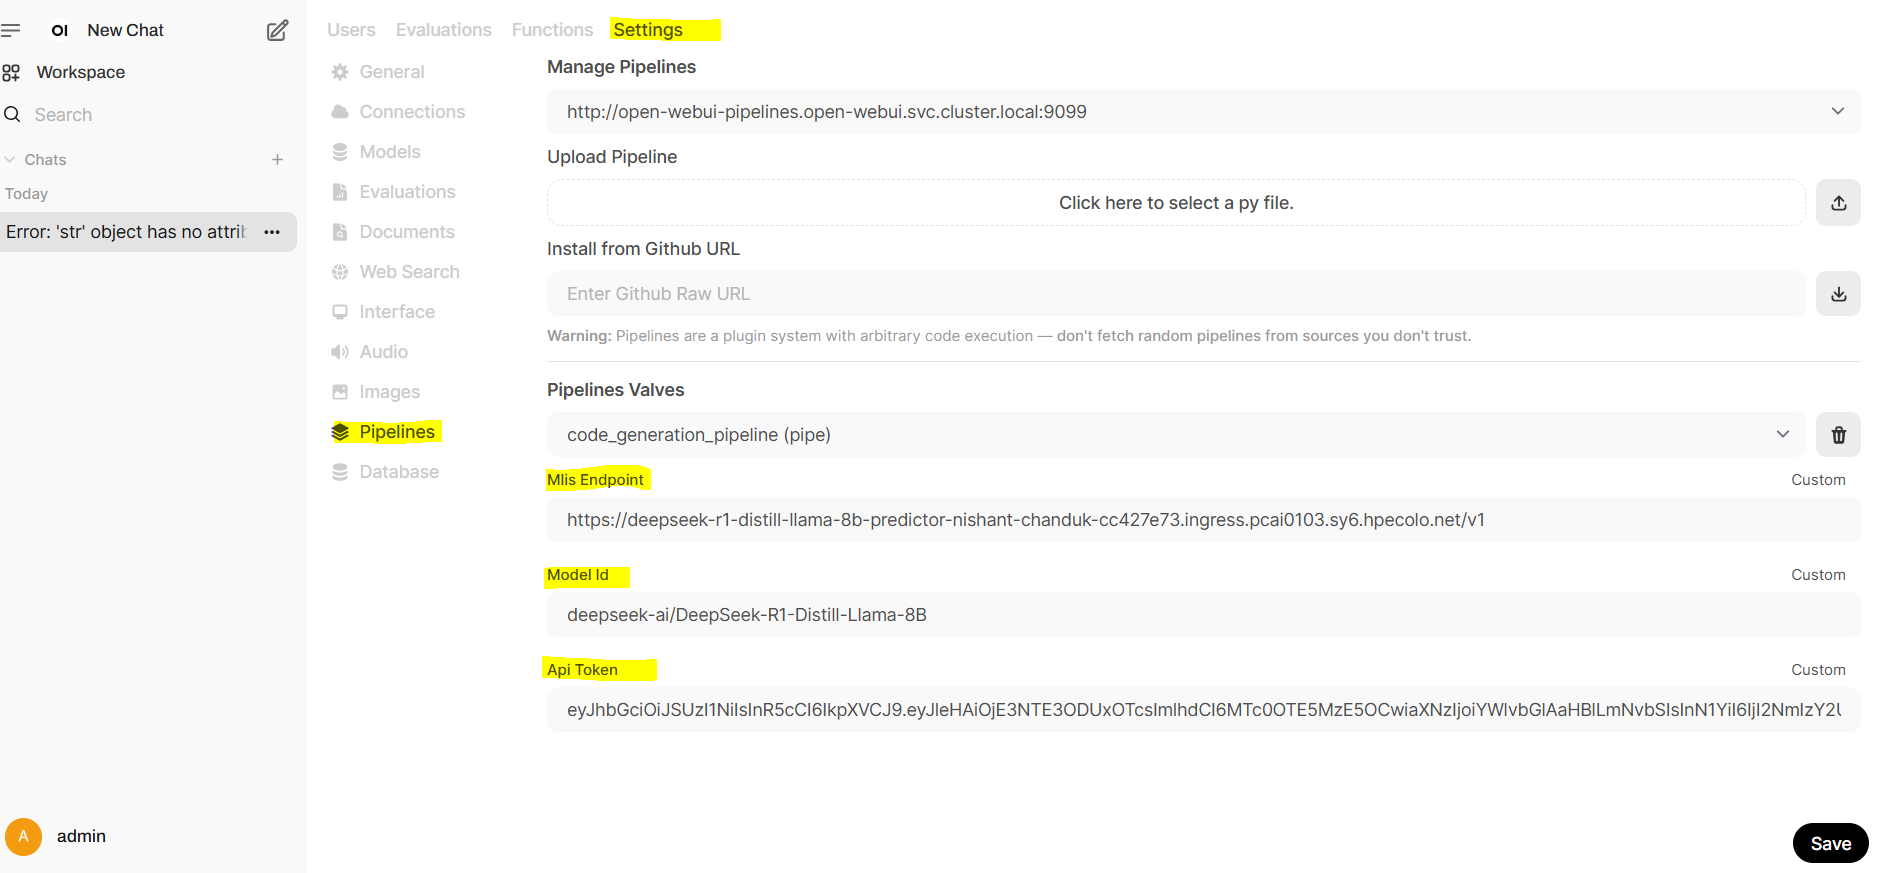 OI New Chat
Workspace
Search
Chats
Today
Error: 'str' object has no attrib
admin
A
Users Evaluations Functions Settings
General
Connections
Models
Evaluations
Documents
Web Search
Interface
Audio
Images
Pipelines
Database
Manage Pipelines
http://open-webui-pipelines.open-webui.svc.cluster.local:9099
Upload Pipeline
Click here to select a py file.
Install from Github URL
Enter Github Raw URL
Warning: Pipelines are a plugin system with arbitrary code execution — don't fetch random pipelines from sources you don't trust.
Pipelines Valves
code_generation_pipeline (pipe)
Mlis Endpoint Custom
https://deepseek-r1-distill-llama-8b-predictor-nishant-chanduk-cc427e73.ingress.pcai0103.sy6.hpecolo.net/v1
Model Id Custom
deepseek-ai/DeepSeek-R1-Distill-Llama-8B
Api Token Custom
Save